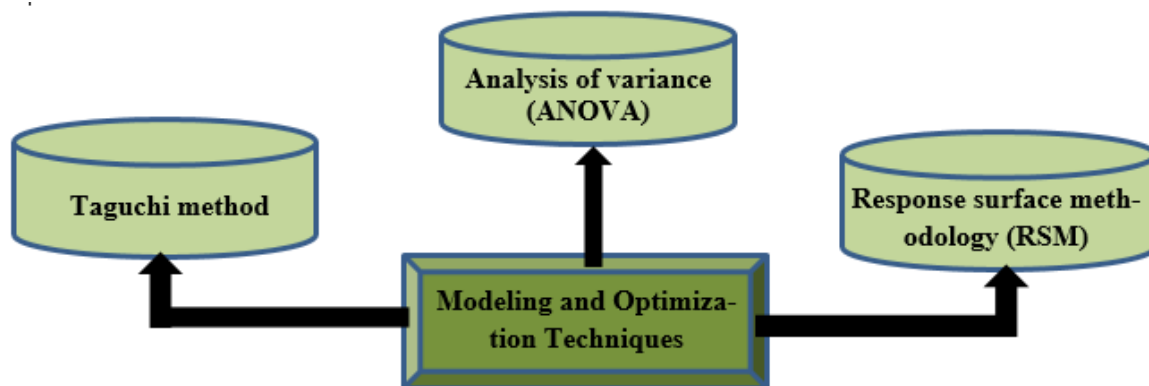 Analysis of variance
(ANOVA)
Taguchi method
Response surface meth-
odology (RSM)
Modeling and Optimiza-
tion Techniques